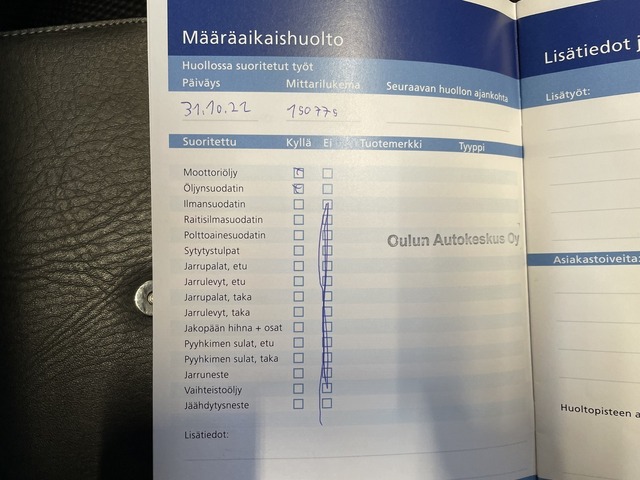 Määräaikaishuolto
Huollossa suoritetut työt
Päiväys Mittarilukema Seuraavan huollon ajankohta
31.10.22 150775
Suoritettu Kyllä Ei Tuotemerkki Tyyppi
Moottoriöljy
Öljynsuodatin
Ilmansuodatin
Raitisilmasuodatin
Polttoainesuodatin
Sytytystulpat
Jarrupalat, etu
Jarrulevyt, etu
Jarrupalat, taka
Jarrulevyt, taka
Jakopään hihna + osat
Pyyhkimen sulat, etu
Pyyhkimen sulat, taka
Jarruneste
Vaihteistoöljy
Jäähdytysneste
Oulun Autokeskus Oy
Lisätiedot:
Lisätiedot j
Lisätyöt:
Asiakastoiveita:
Huoltopisteen a